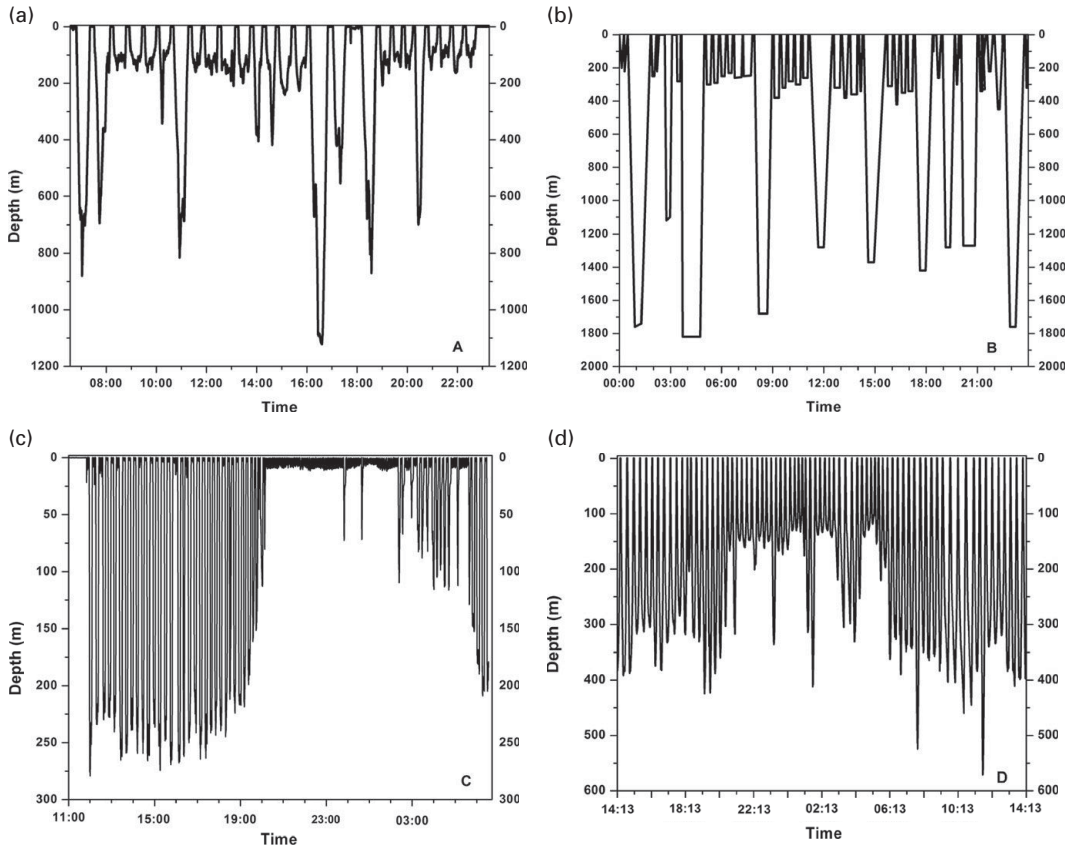 (a)
0 0
200 200
400 400
600 600
800 800
1000 1000
1200 1200
Depth (m)
A
08:00 10:00 12:00 14:00 16:00 18:00 20:00 22:00
Time
(b)
0 0
200 200
400 400
600 600
800 800
1000 1000
1200 1200
1400 1400
1600 1600
1800 1800
2000 2000
Depth (m)
B
00:00 03:00 06:00 09:00 12:00 15:00 18:00 21:00
Time
(c)
0 0
50 50
100 100
150 150
200 200
250 250
300 300
Depth (m)
C
11:00 15:00 19:00 23:00 03:00
Time
(d)
0 0
100 100
200 200
300 300
400 400
500 500
600 600
Depth (m)
D
14:13 18:13 22:13 02:13 06:13 10:13 14:13
Time